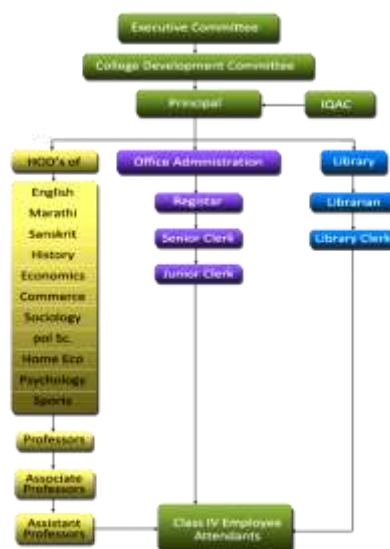 Executive Committee
College Development Committee
Principal
IQAC
HOD's of
Office Administration
Library
English
Marathi
Sanskrit
History
Economics
Commerce
Sociology
pol Sc.
Home Eco
Psychology
Sports
Registar
Senior Clerk
Junior Clerk
Librarian
Library Clerk
Professors
Associate
Professors
Assistant
Professors
Class IV Employee
Attendants